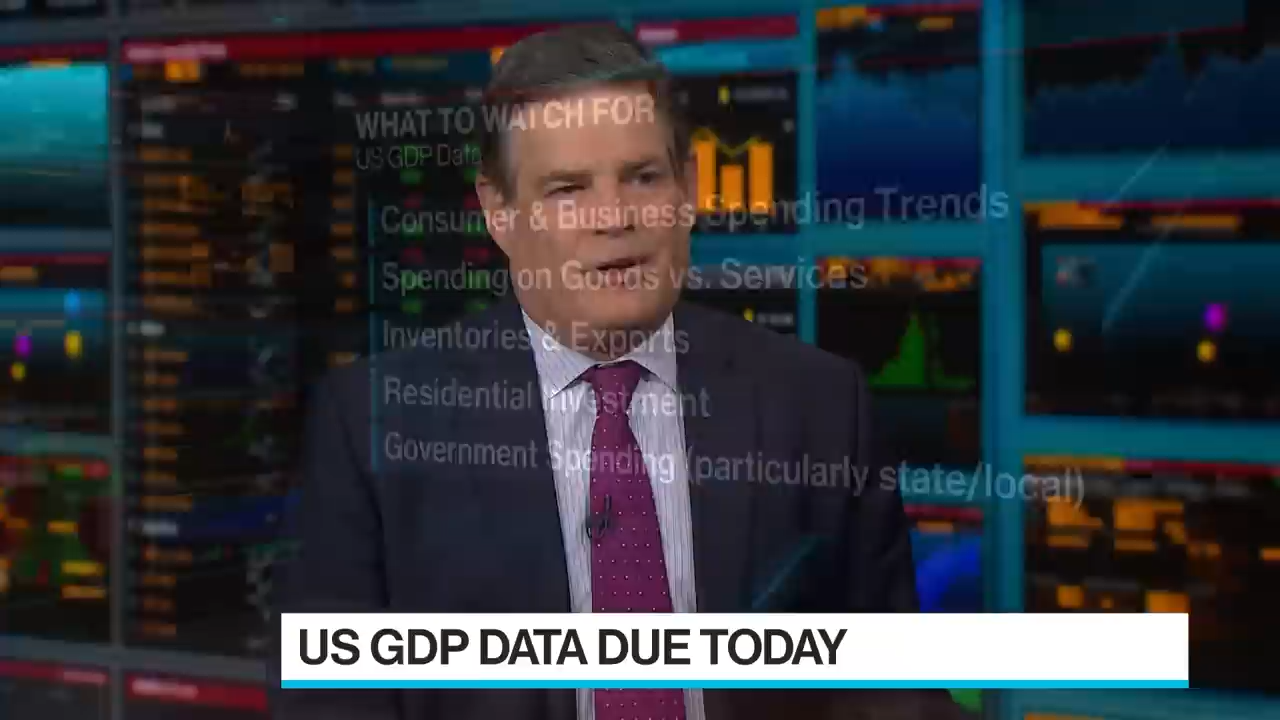 WHAT TO WATCH FOR
US GDP Data
Consumer & Business Spending Trends
Spending on Goods vs. Services
Inventories & Exports
Residential Investment
Government Spending (particularly state/local)
US GDP DATA DUE TODAY